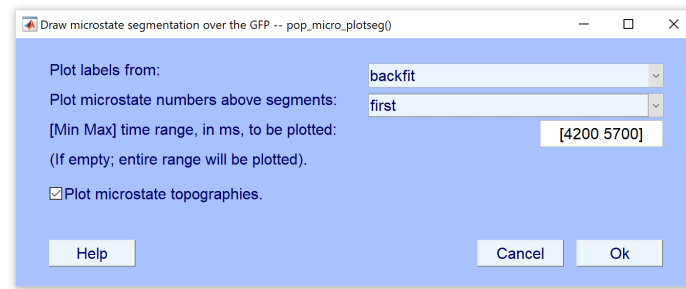 Draw microstate segmentation over the GFP -- pop_micro_plotseg()
Plot labels from: backfit
Plot microstate numbers above segments: first
[Min Max] time range, in ms, to be plotted: [4200 5700]
(If empty; entire range will be plotted).
Plot microstate topographies.
Help Cancel Ok